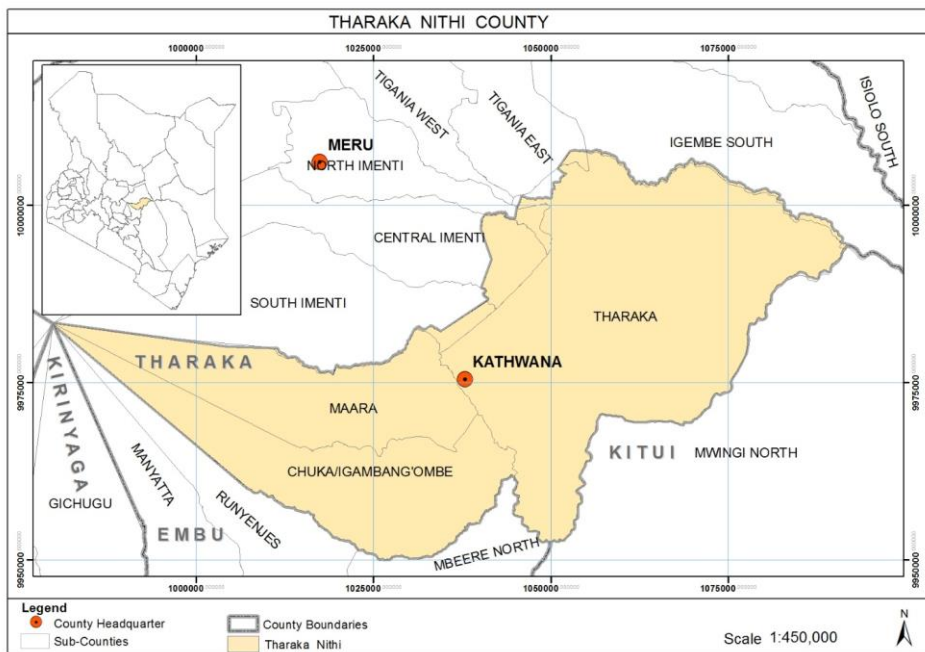 THARAKA NITHI COUNTY
1000000
1025000
1050000
1075000
TIGANIA WEST
TIGANIA EAST
ISIOLO SOUTH
MERU
NORTH IMENTI
IGEMBE SOUTH
10000000
10000000
CENTRAL IMENTI
SOUTH IMENTI
THARAKA
THARAKA
KATHWANA
9975000
9975000
MAARA
KIRINYAGA
KITUI
MWINGI NORTH
CHUKA/IGAMBANG'OMBE
MANYATTA
GICHUGU
RUNYENJES
EMBU
MBEERE NORTH
9950000
9950000
1000000
1025000
1050000
1075000
Legend
County Headquarter
County Boundaries
Sub-Counties
Tharaka Nithi
Scale 1:450,000
N